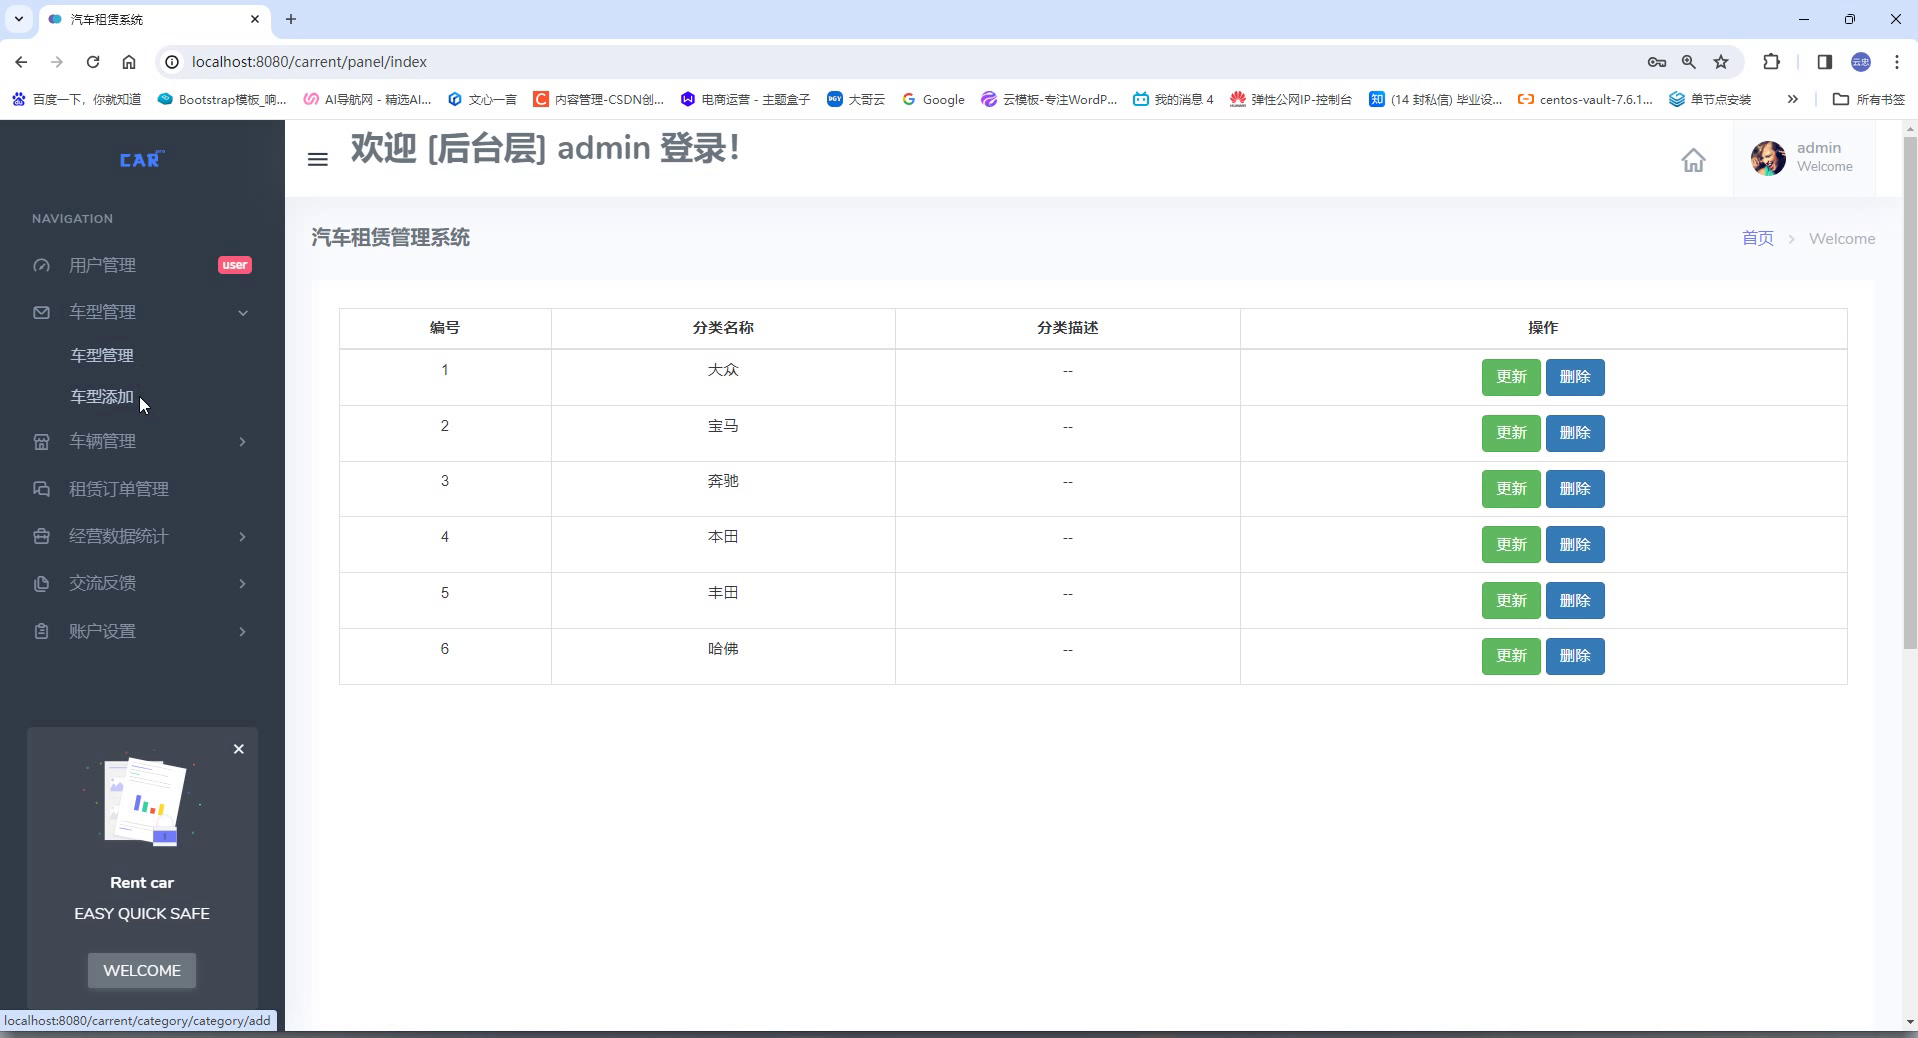 汽车租赁系统
localhost:8080/carrent/panel/index
百度一下，你就知道 Bootstrap模板_响... AI导航网 - 精选AI... 文心一言 内容管理-CSDN创... 电商运营 - 主题盒子 大哥云 Google 云模板-专注WordP... 我的消息 4 弹性公网IP-控制台 (14 封私信) 毕业设... centos-vault-7.6.1... 单节点安装 » 所有书签
CAR
欢迎 [后台层] admin 登录！
admin
Welcome
NAVIGATION
用户管理 user
车型管理
车型管理
车型添加
车辆管理
租赁订单管理
经营数据统计
交流反馈
账户设置
Rent car
EASY QUICK SAFE
WELCOME
localhost:8080/carrent/category/category/add
汽车租赁管理系统
首页 > Welcome
编号 分类名称 分类描述 操作
1 大众 -- 更新 删除
2 宝马 -- 更新 删除
3 奔驰 -- 更新 删除
4 本田 -- 更新 删除
5 丰田 -- 更新 删除
6 哈佛 -- 更新 删除